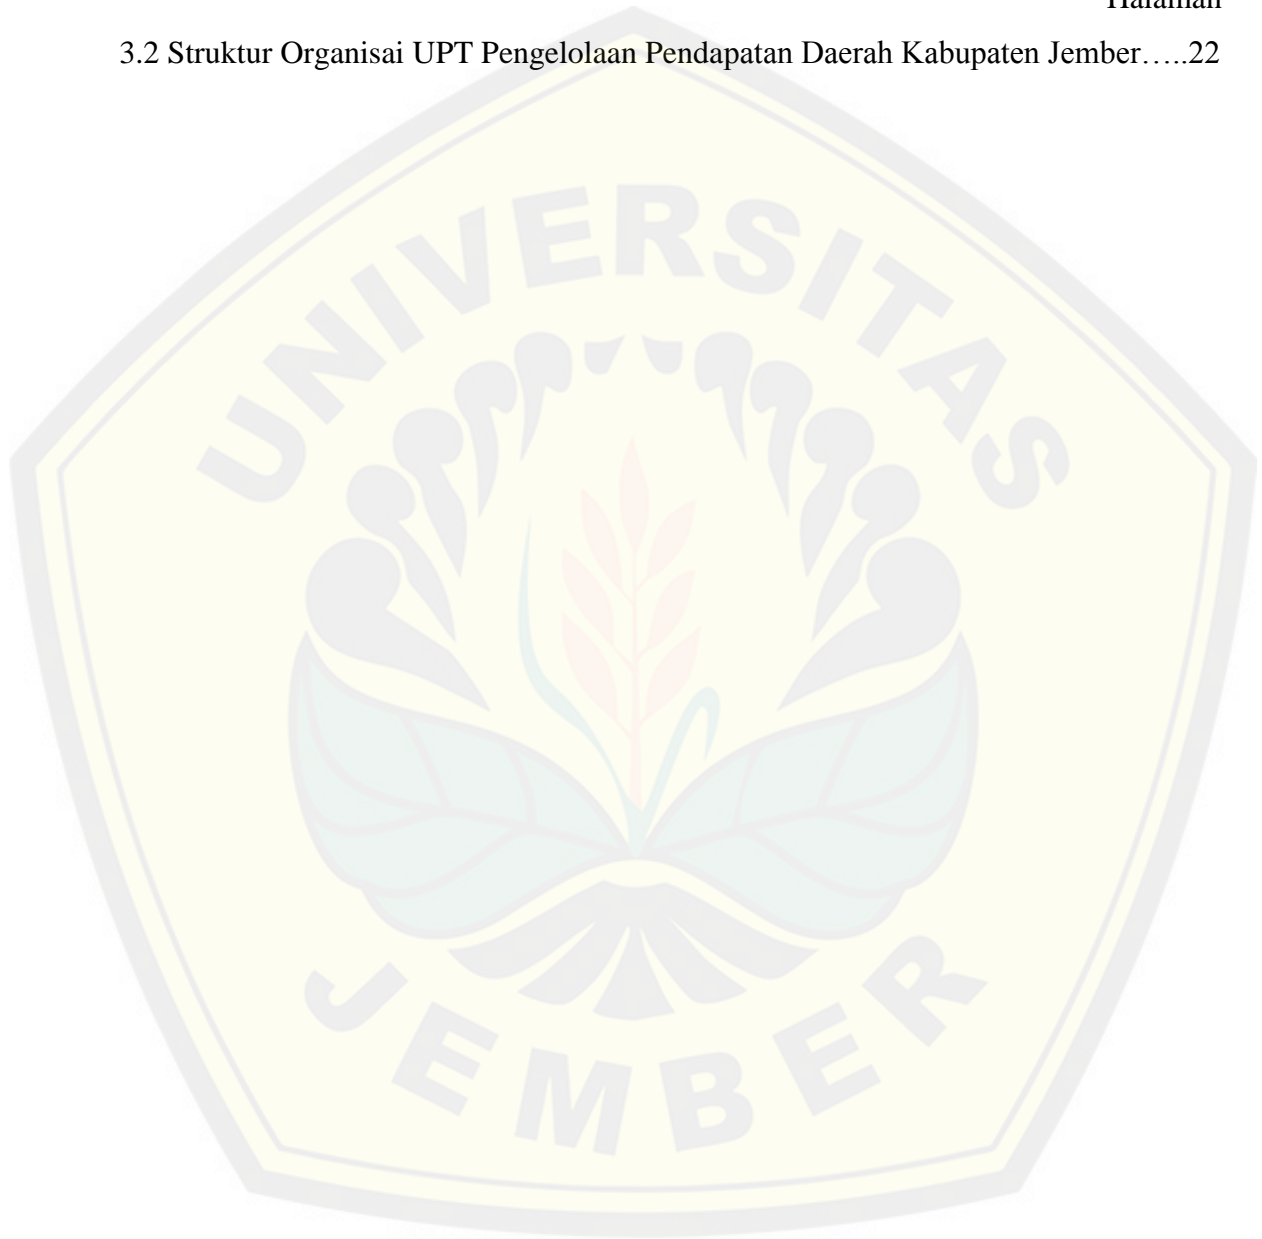 Halaman
3.2 Struktur Organisai UPT Pengelolaan Pendapatan Daerah Kabupaten Jember…..22
UNIVERSITAS
JEMBER